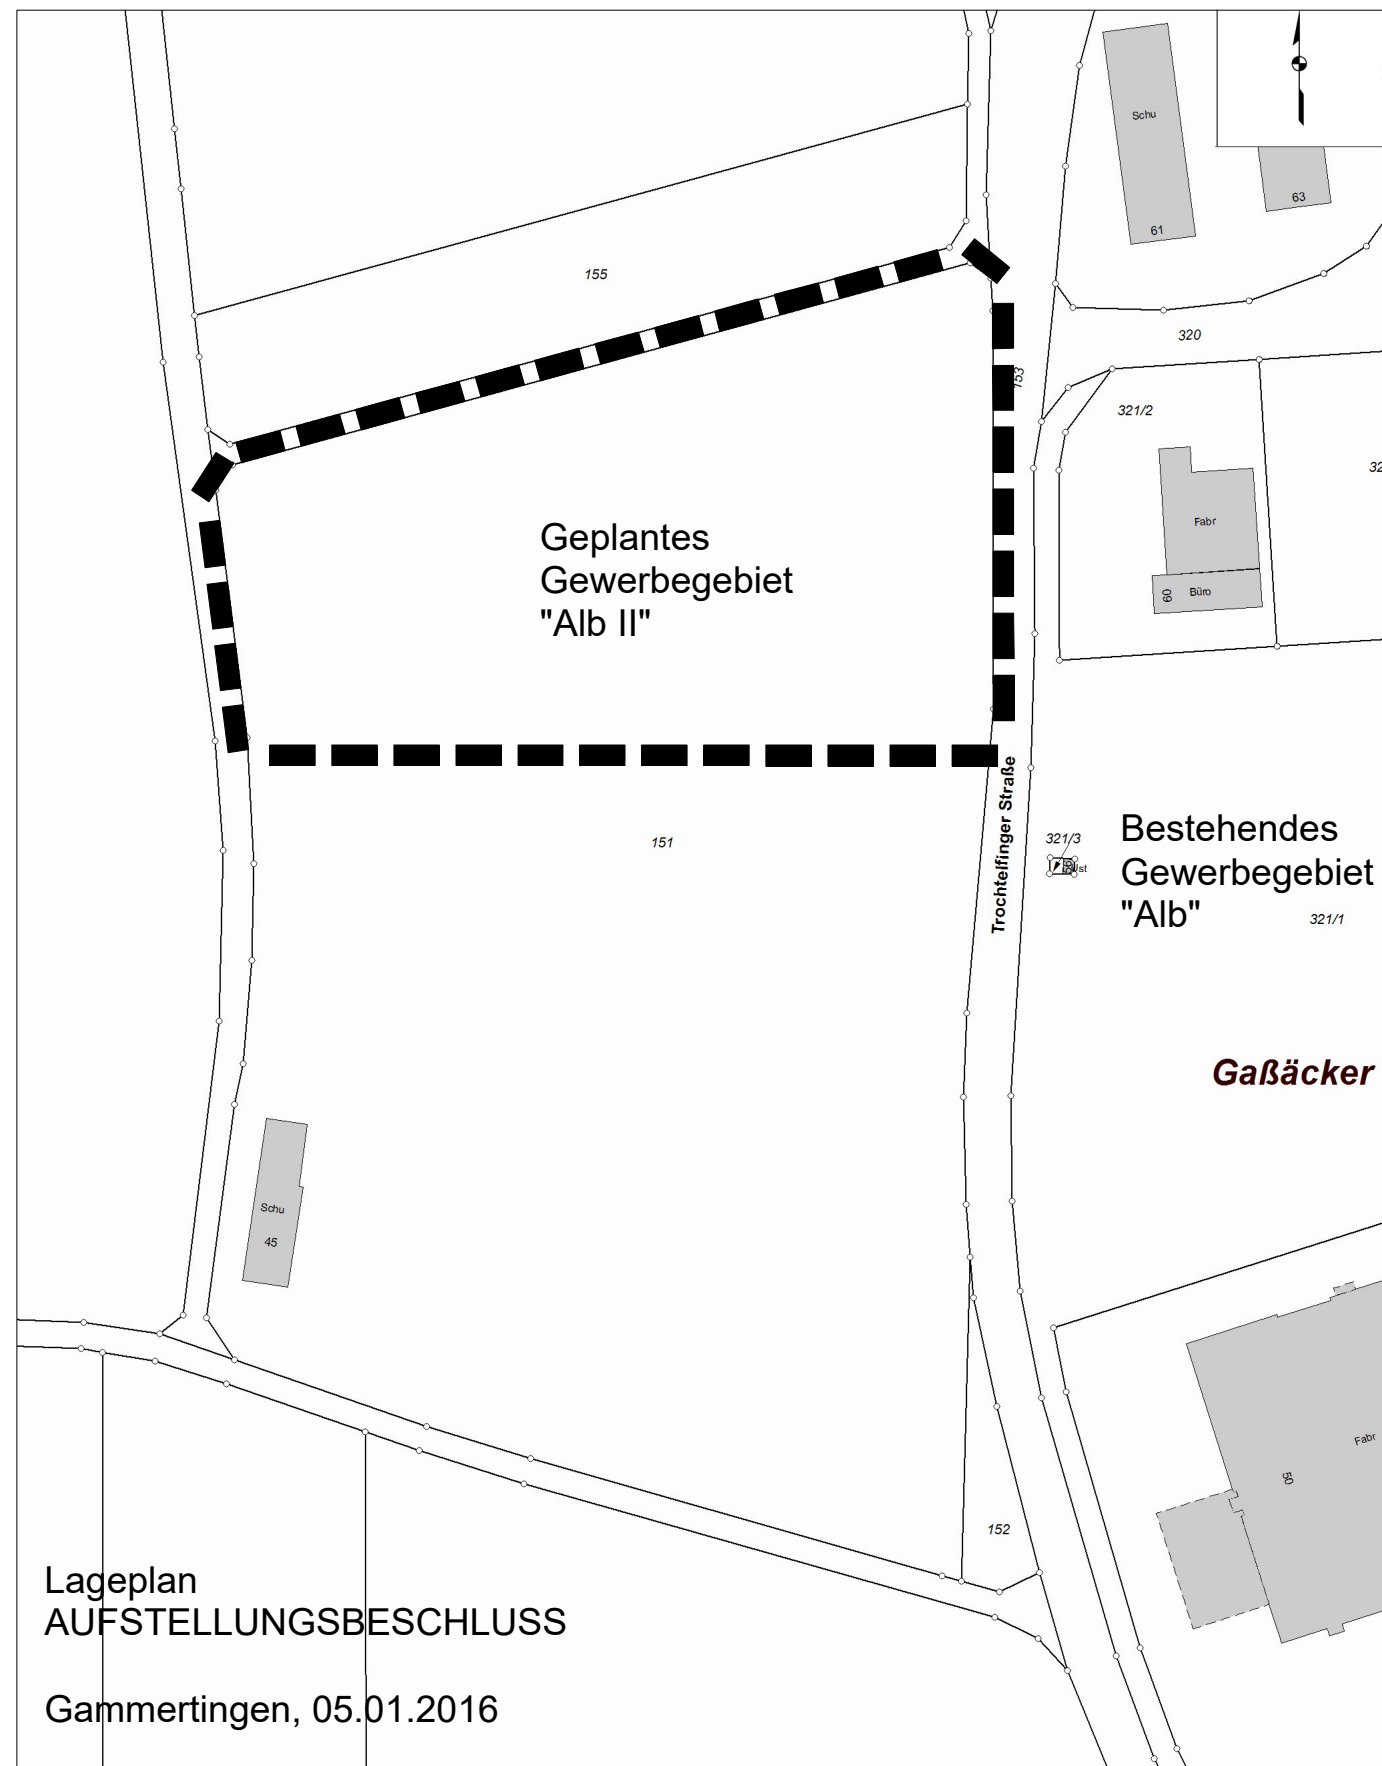 Schu
61
63
155
320
153
321/2
32
Fabr
Büro
60
Geplantes
Gewerbegebiet
"Alb II"
Trochtelfinger Straße
151
321/3
Bestehendes
Gewerbegebiet
"Alb"
321/1
Gaßäcker
Schu
45
Fabr
50
152
Lageplan
AUFSTELLUNGSBESCHLUSS
Gammertingen, 05.01.2016